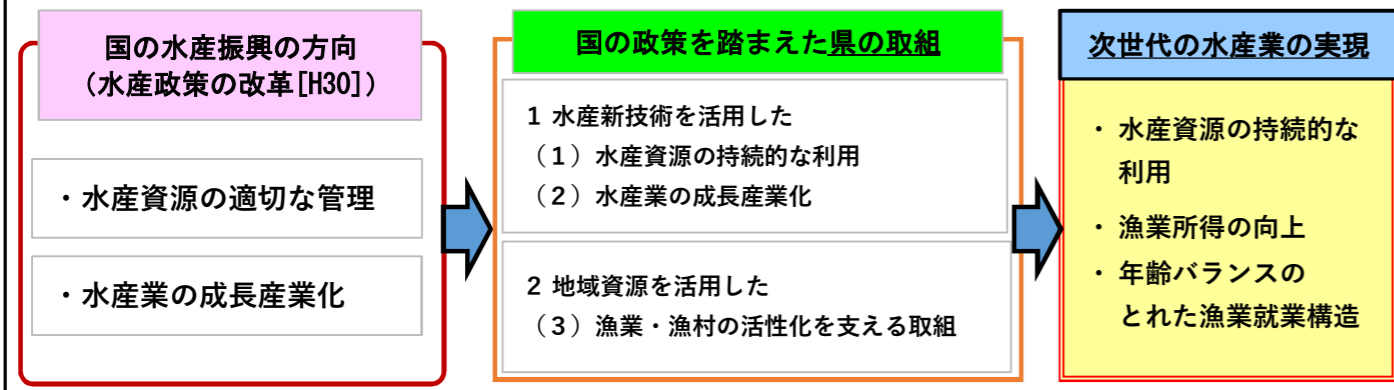 国の水産振興の方向
(水産政策の改革[H30])
・水産資源の適切な管理
・水産業の成長産業化
国の政策を踏まえた県の取組
1 水産新技術を活用した
（1）水産資源の持続的な利用
（2）水産業の成長産業化
2 地域資源を活用した
（3）漁業・漁村の活性化を支える取組
次世代の水産業の実現
・ 水産資源の持続的な
利用
・ 漁業所得の向上
・ 年齢バランスの
とれた漁業就業構造